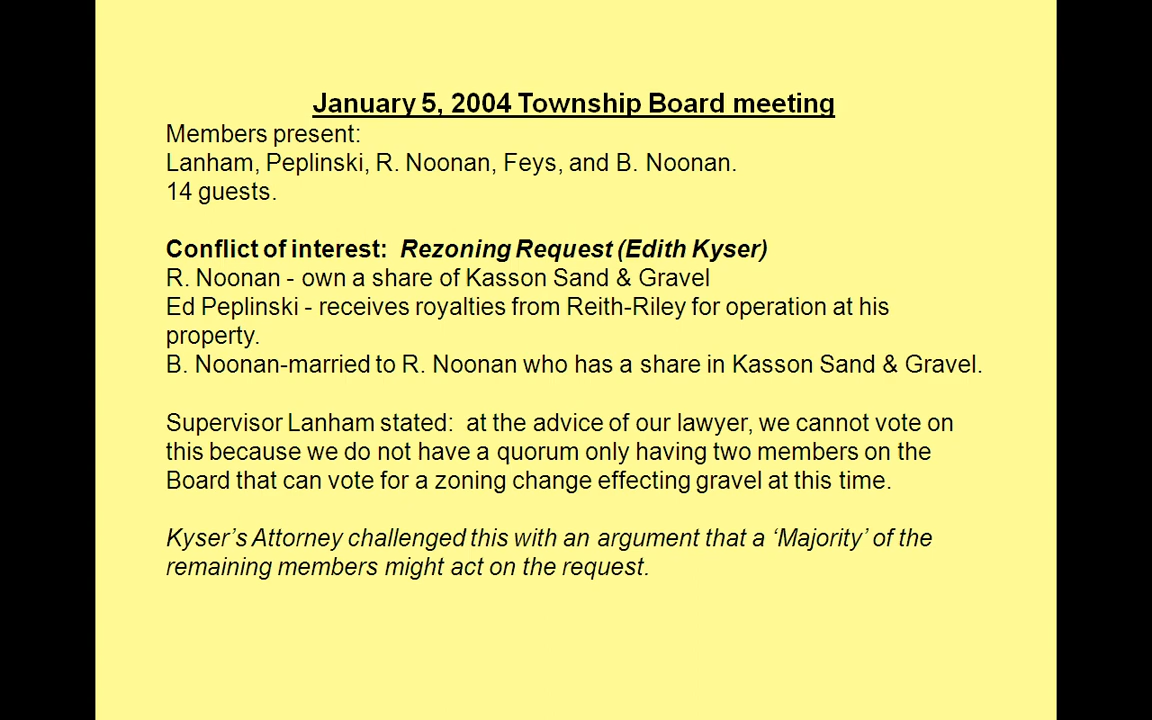 January 5, 2004 Township Board meeting
Members present:
Lanham, Peplinski, R. Noonan, Feys, and B. Noonan.
14 guests.
Conflict of interest:  Rezoning Request (Edith Kyser)
R. Noonan - own a share of Kasson Sand & Gravel
Ed Peplinski - receives royalties from Reith-Riley for operation at his
property.
B. Noonan-married to R. Noonan who has a share in Kasson Sand & Gravel.
Supervisor Lanham stated:  at the advice of our lawyer, we cannot vote on
this because we do not have a quorum only having two members on the
Board that can vote for a zoning change effecting gravel at this time.
Kyser’s Attorney challenged this with an argument that a ‘Majority’ of the
remaining members might act on the request.